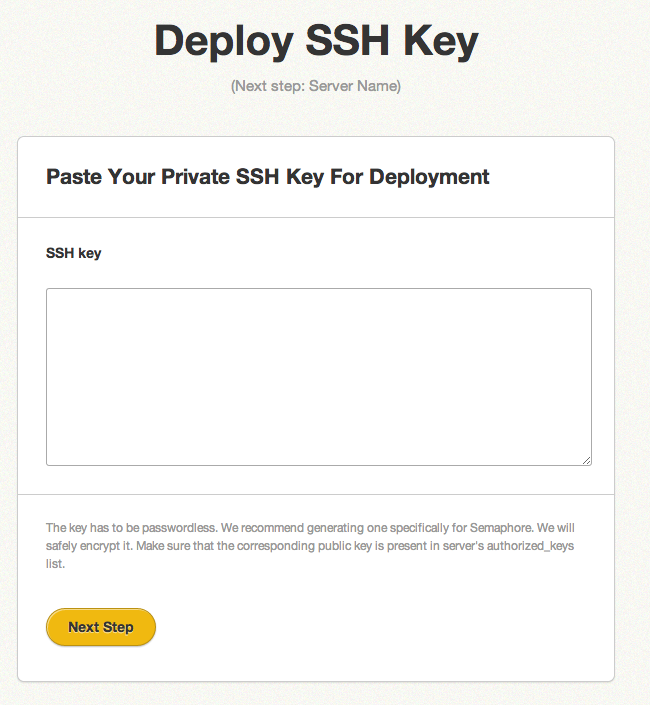 Deploy SSH Key
(Next step: Server Name)
Paste Your Private SSH Key For Deployment
SSH key
The key has to be passwordless. We recommend generating one specifically for Semaphore. We will
safely encrypt it. Make sure that the corresponding public key is present in server's authorized_keys
list.
Next Step